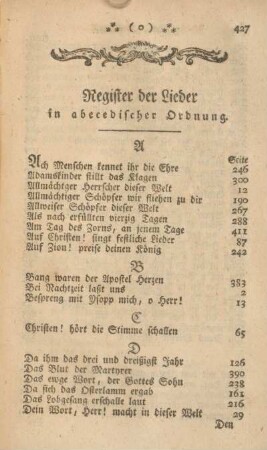 (o) 427
Register der Lieder
in abecedischer Ordnung.
A
Seite
Ach Menschen kennet ihr die Ehre 246
Adamskinder stillt das Klagen 300
Allmächtiger Herrscher dieser Welt 12
Allmächtiger Schöpfer wir fliehen zu dir 190
Allweiser Schöpfer dieser Welt 267
Als nach erfüllten vierzig Tagen 288
Am Tag des Zorns, an jenem Tage 411
Auf Christen! singt festliche Lieder 87
Auf Zion! preise deinen König 242
B
Bang waren der Apostel Herzen 383
Bei Nachtzeit laßt uns 2
Besreng mit Ysopp mich, o Herr! 13
C
Christen! hört die Stimme schallen 65
D
Da ihm das drei und dreißigst Jahr 126
Das Blut der Martyrer 390
Das ewge Wort, der Gottes Sohn 238
Da sich das Osterlamm ergab 161
Das Lobgesang erschalle laut 216
Dein Wort, Herr! macht in dieser Welt 29
Den